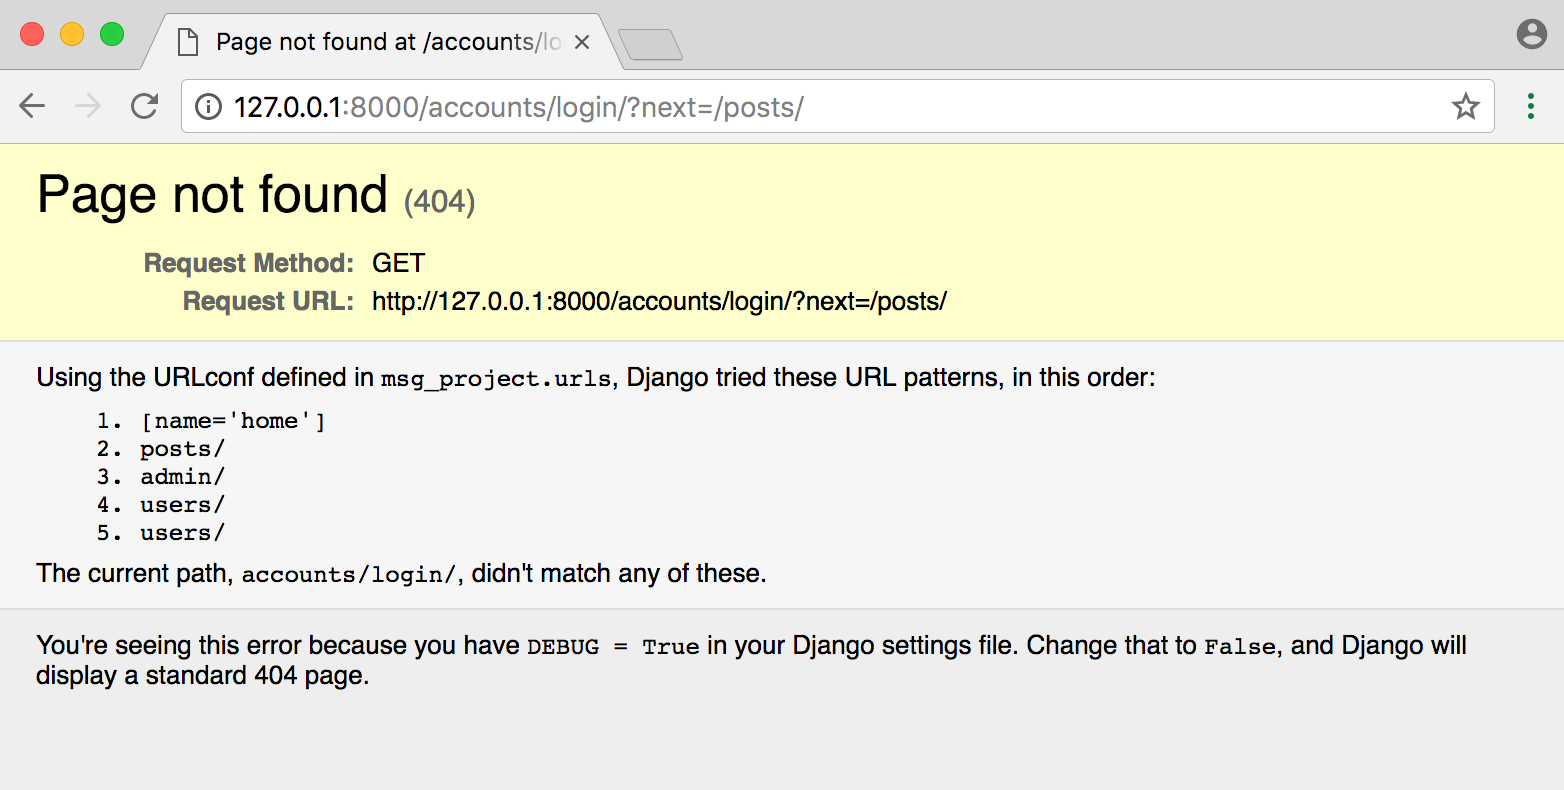 Page not found at /accounts/lo
127.0.0.1:8000/accounts/login/?next=/posts/
Page not found (404)
Request Method: GET
Request URL: http://127.0.0.1:8000/accounts/login/?next=/posts/
Using the URLconf defined in msg_project.urls, Django tried these URL patterns, in this order:
1. [name='home']
2. posts/
3. admin/
4. users/
5. users/
The current path, accounts/login/, didn't match any of these.
You're seeing this error because you have DEBUG = True in your Django settings file. Change that to False, and Django will
display a standard 404 page.